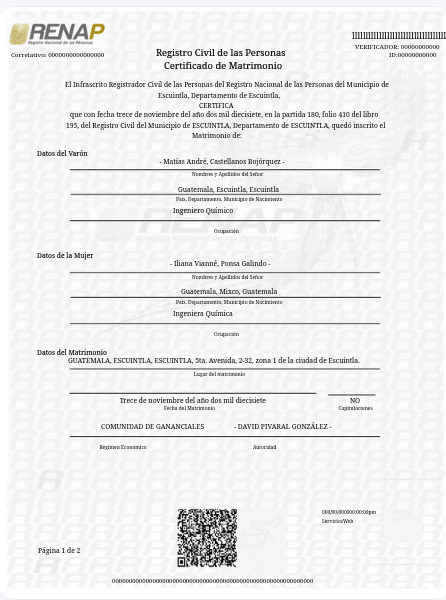 RENAP
Registro Nacional de las Personas
Correlativo: 0000000000000000
Registro Civil de las Personas
Certificado de Matrimonio
VERIFICADOR: 00000000000
ID:00000000000
El Infrascrito Registrador Civil de las Personas del Registro Nacional de las Personas del Municipio de
Escuintla, Departamento de Escuintla,
CERTIFICA
que con fecha trece de noviembre del año dos mil diecisiete, en la partida 180, folio 410 del libro
195, del Registro Civil del Municipio de ESCUINTLA, Departamento de ESCUINTLA, quedó inscrito el
Matrimonio de:
Datos del Varón
- Matías André, Castellanos Bojórquez -
Nombres y Apellidos del Señor
Guatemala, Escuintla, Escuintla
País, Departamento, Municipio de Nacimiento
Ingeniero Químico
Ocupación
Datos de la Mujer
- Iliana Vianné, Ponsa Galindo -
Nombres y Apellidos del Señor
Guatemala, Mixco, Guatemala
País, Departamento, Municipio de Nacimiento
Ingeniera Química
Ocupación
Datos del Matrimonio
GUATEMALA, ESCUINTLA, ESCUINTLA, 5ta. Avenida, 2-32, zona 1 de la ciudad de Escuintla.
Lugar del matrimonio
Trece de noviembre del año dos mil diecisiete
NO
Fecha del Matrimonio
Capitulaciones
COMUNIDAD DE GANANCIALES
- DAVID PIVARAL GONZÁLEZ -
Régimen Económico
Autoridad
000/00/000000:00:00pm
ServiciosWeb
Página 1 de 2